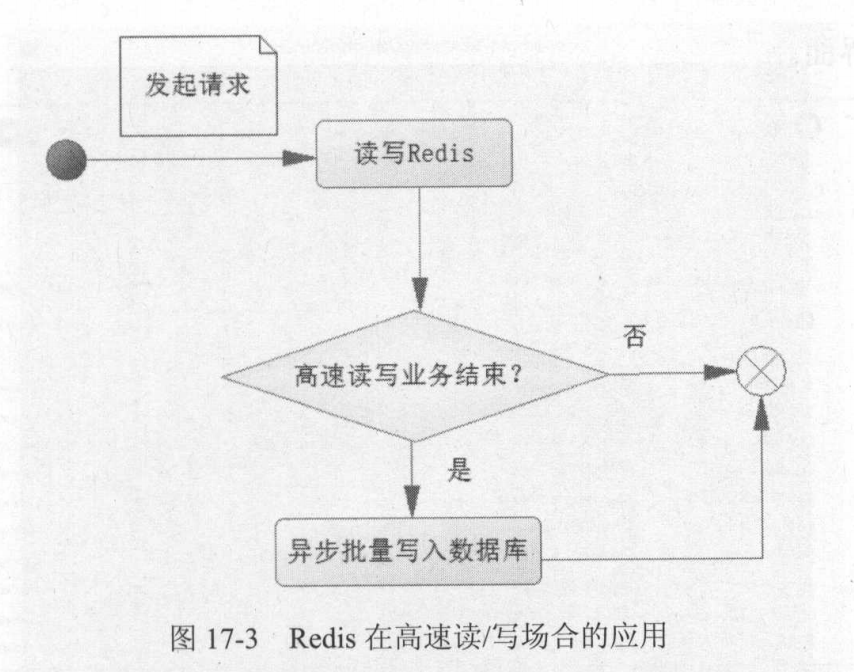 发起请求
读写Redis
高速读写业务结束？
否
是
异步批量写入数据库
图 17-3 Redis 在高速读/写场合的应用